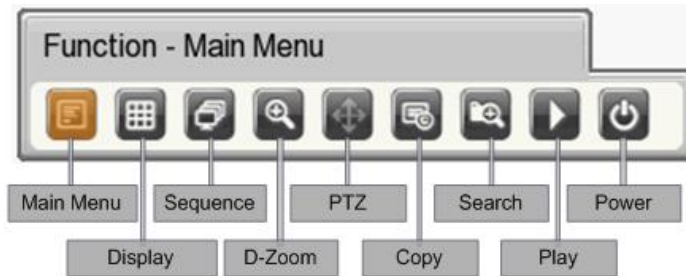 Function - Main Menu
Main Menu Sequence PTZ Search Power
Display D-Zoom Copy Play